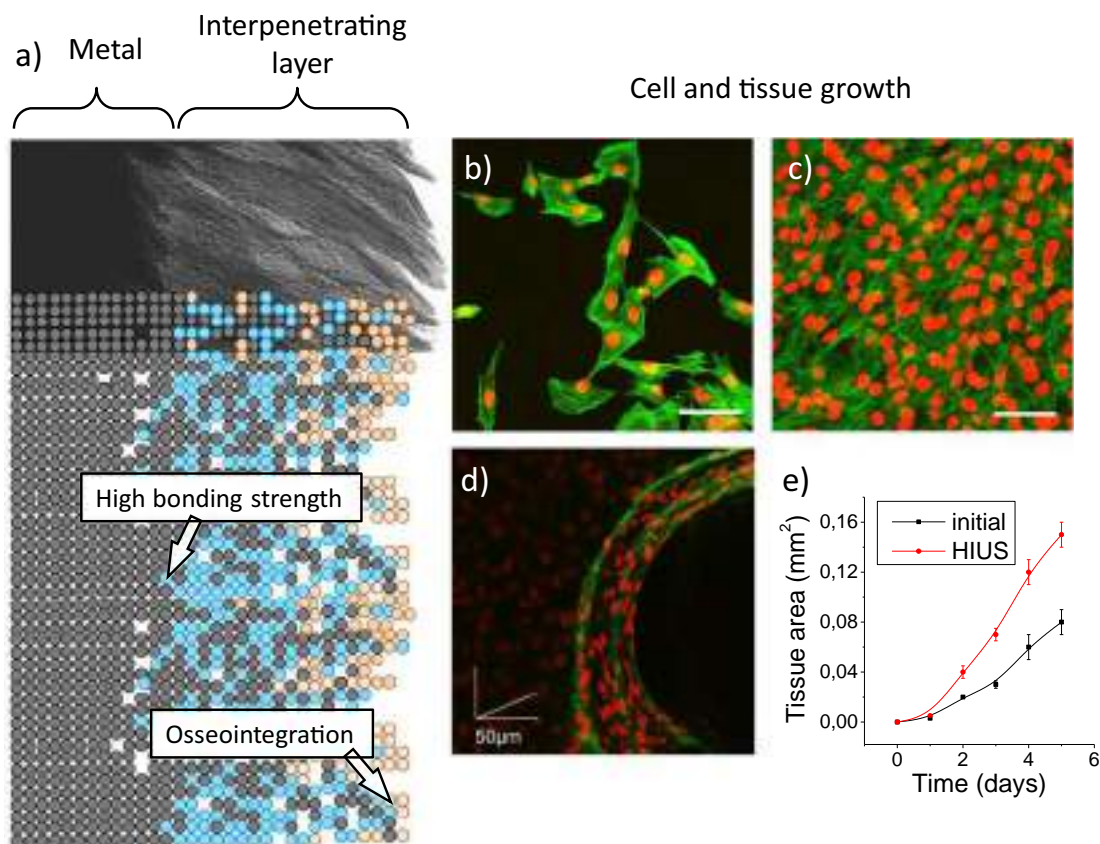 a)
Metal
Interpenetrating
layer
Cell and tissue growth
b)
c)
High bonding strength
Osseointegration
d)
50µm
e)
initial
HIUS
Tissue area (mm²)
0,16
0,12
0,08
0,04
0,00
0
2
4
6
Time (days)